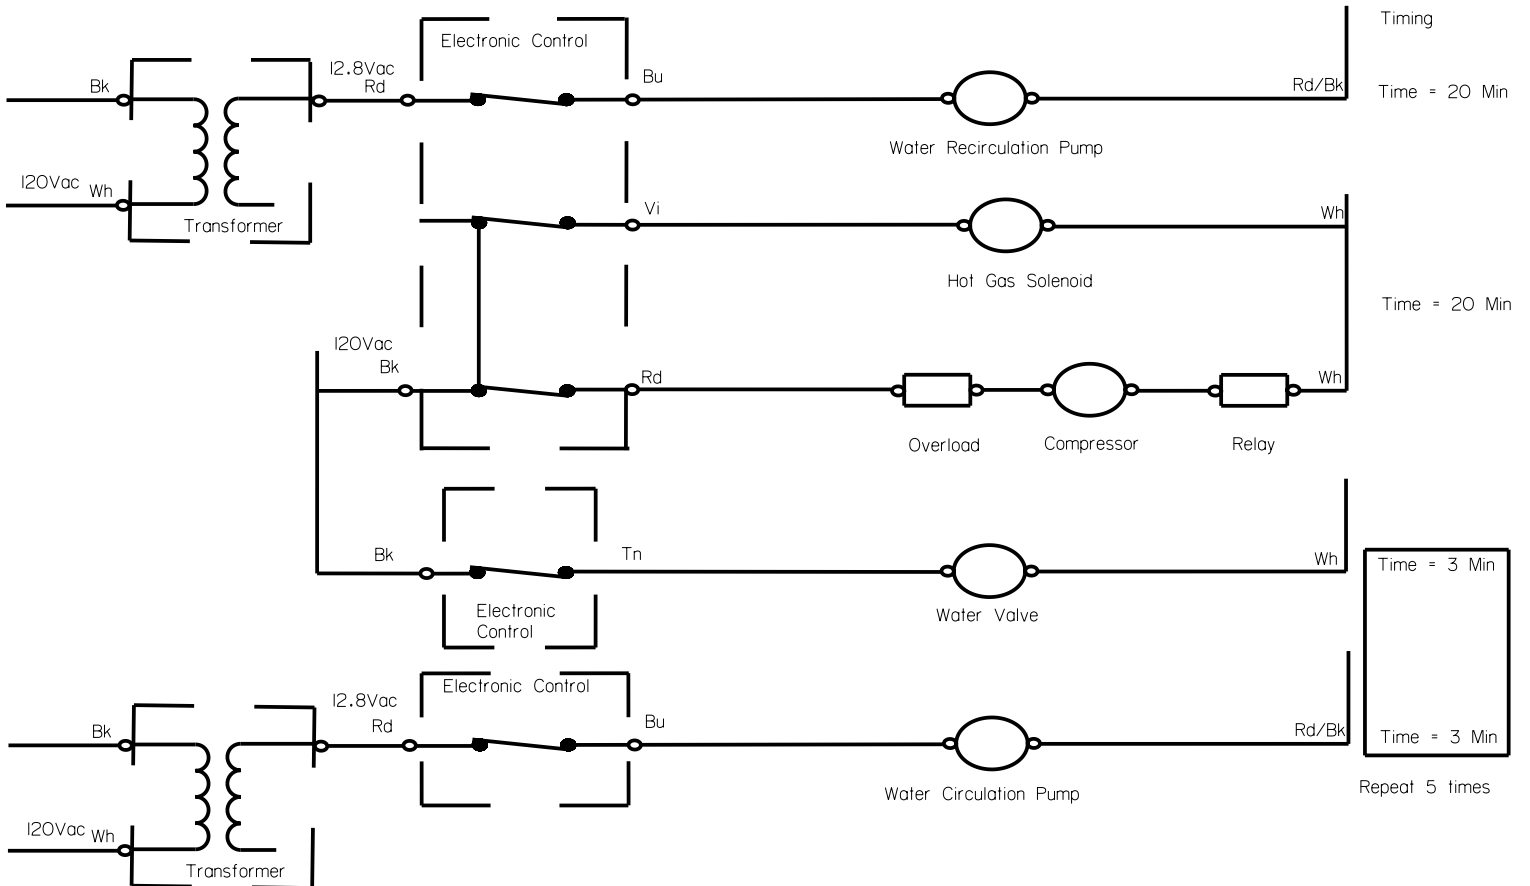 Timing
Electronic Control
12.8Vac
Rd
Bk
Bu
Rd/Bk
Time = 20 Min
Water Recirculation Pump
120Vac
Wh
Transformer
Vi
Wh
Hot Gas Solenoid
Time = 20 Min
120Vac
Bk
Rd
Wh
Overload
Compressor
Relay
Bk
Tn
Wh
Time = 3 Min
Electronic
Control
Water Valve
Electronic Control
12.8Vac
Rd
Bk
Bu
Rd/Bk
Time = 3 Min
Water Circulation Pump
Repeat 5 times
120Vac
Wh
Transformer